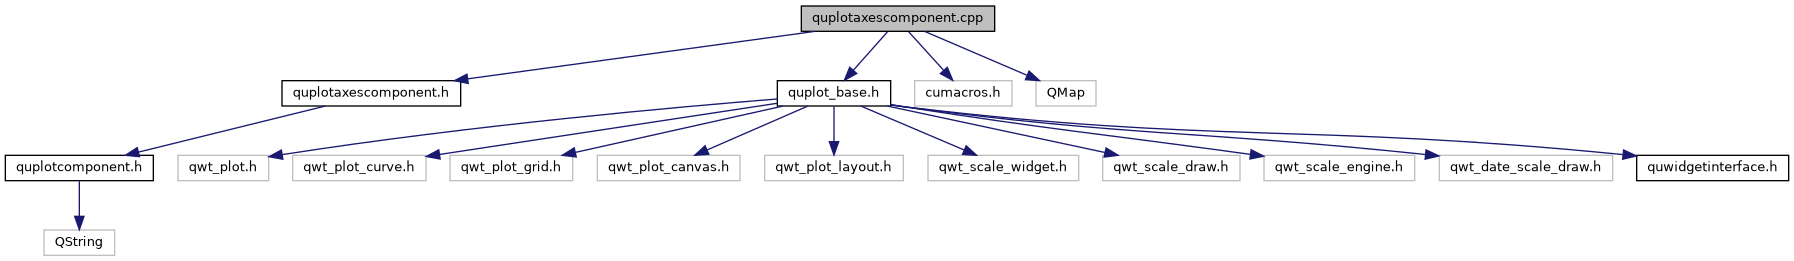 quplotaxescomponent.cpp
quplotaxescomponent.h
quplot_base.h
cumacros.h
QMap
quplotcomponent.h
qwt_plot.h
qwt_plot_curve.h
qwt_plot_grid.h
qwt_plot_canvas.h
qwt_plot_layout.h
qwt_scale_widget.h
qwt_scale_draw.h
qwt_scale_engine.h
qwt_date_scale_draw.h
quwidgetinterface.h
QString